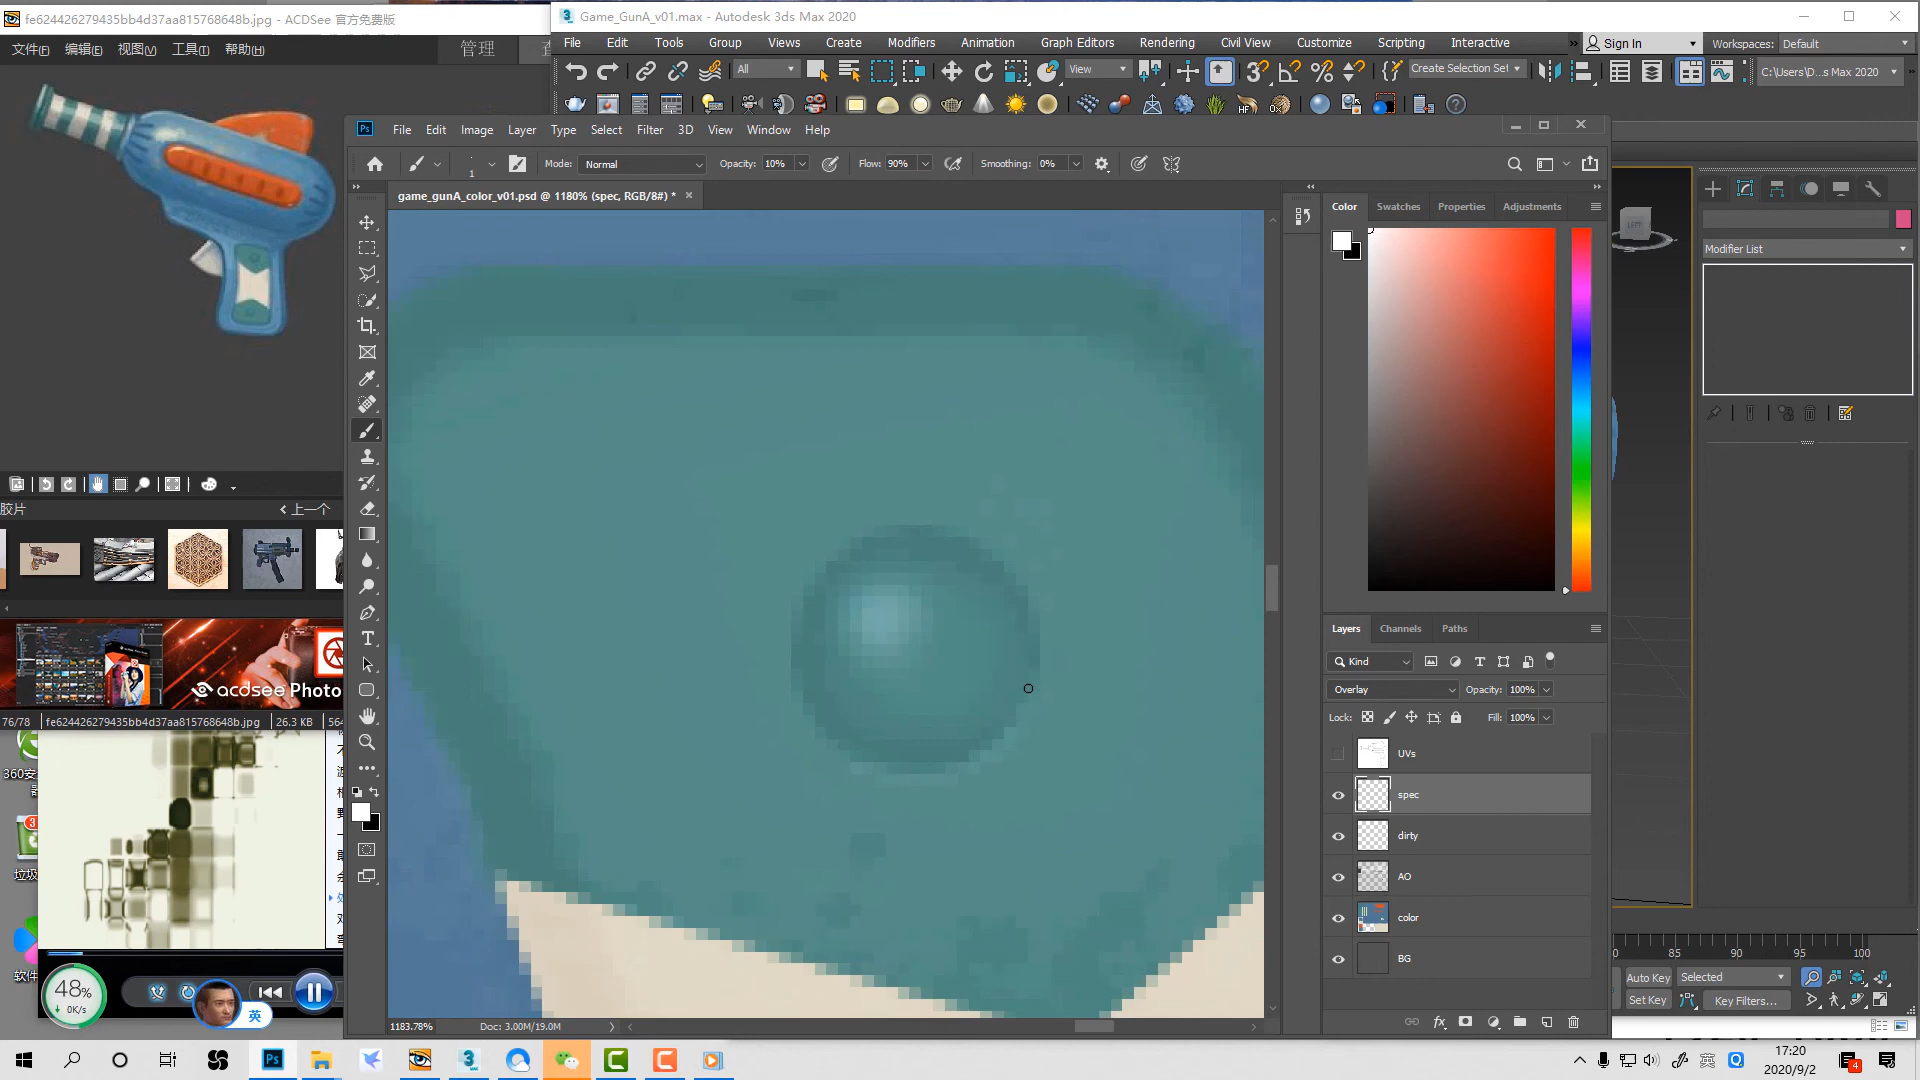 fe624426279435bb4d37aa815768648b.jpg - ACDSee 官方免费版
Game_GunA_v01.max - Autodesk 3ds Max 2020
文件(F) 编辑(E) 视图(V) 工具(T) 帮助(H) 管理
File Edit Tools Group Views Create Modifiers Animation Graph Editors Rendering Civil View Customize Scripting Interactive Sign In Workspaces: Default
All View Create Selection Set C:\Users\D...s Max 2020
File Edit Image Layer Type Select Filter 3D View Window Help
1 Mode: Normal Opacity: 10% Flow: 90% Smoothing: 0%
game_gunA_color_v01.psd @ 1180% (spec, RGB/8#) *
Color Swatches Properties Adjustments
LEFT
Modifier List
胶片 上一个
acdsee Photo
76/78 fe624426279435bb4d37aa815768648b.jpg 26.3 KB 564
Layers Channels Paths
Kind
Overlay Opacity: 100%
Lock: Fill: 100%
UVs
spec
dirty
AO
color
BG
360安
垃圾
3
软件
48%
0K/s
英
1183.78% Doc: 3.00M/19.0M
85 90 95 100
Auto Key Selected
Set Key Key Filters...
英
17:20
2020/9/2
4